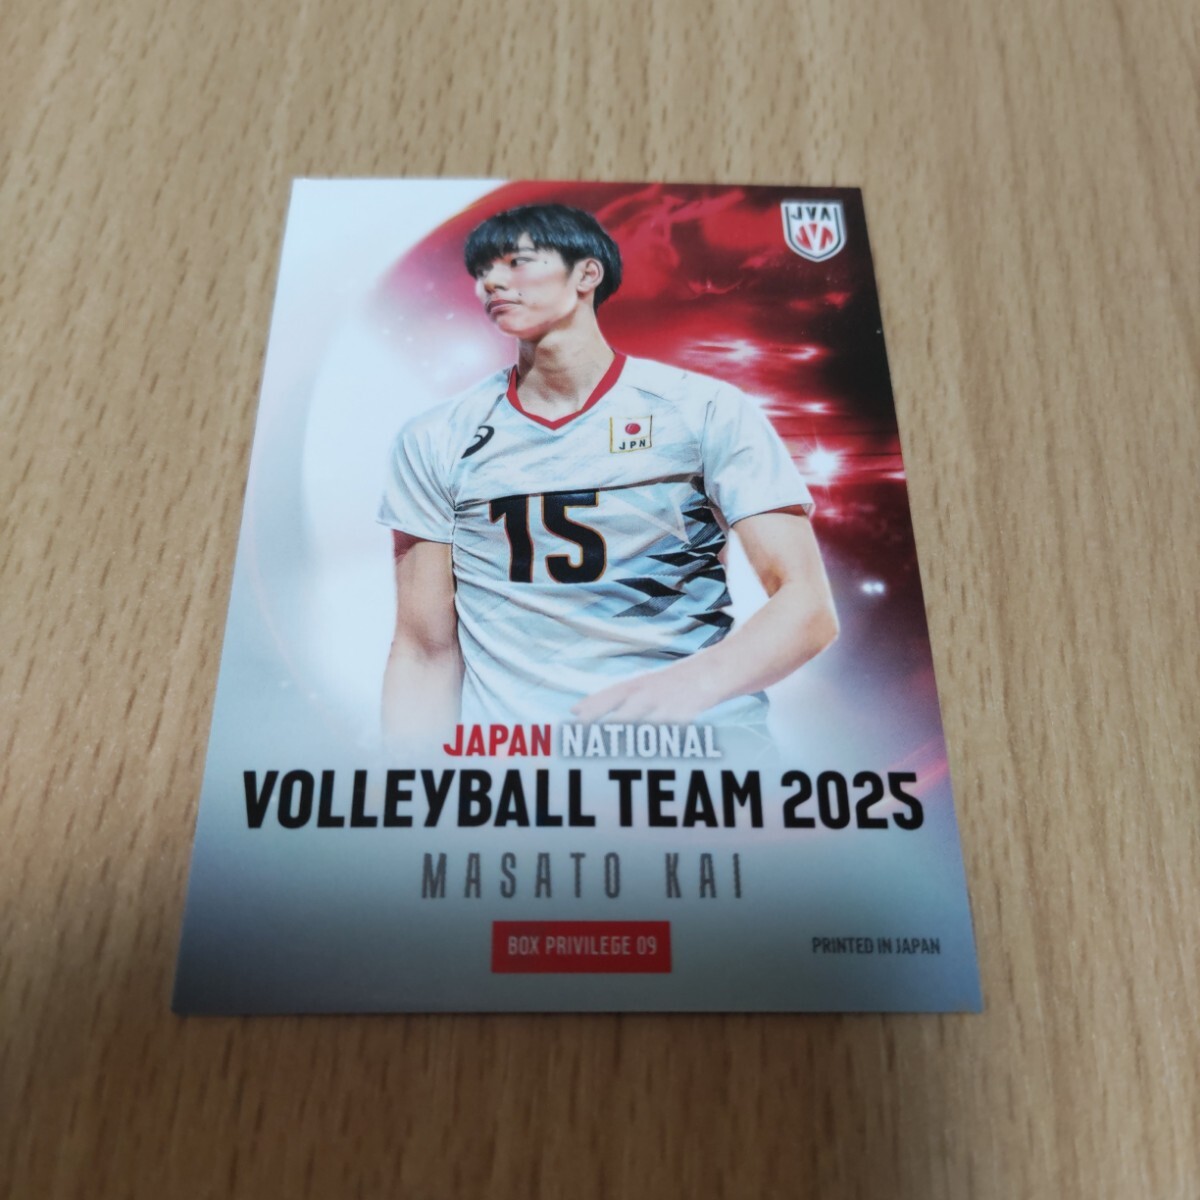 JVA
JPN
15
JAPAN NATIONAL
VOLLEYBALL TEAM 2025
MASATO KAI
BOX PRIVILEGE 09
PRINTED IN JAPAN